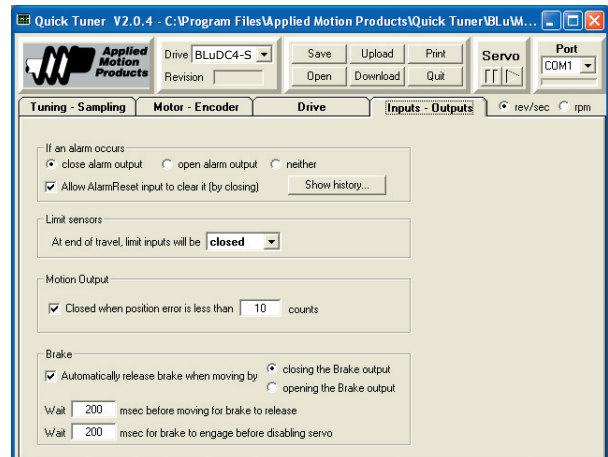 Quick Tuner V2.0.4 - C:\Program Files\Applied Motion Products\Quick Tuner\BLu\M...
Applied Motion Products
Drive BLuDC4-S
Revision
Save Upload Print
Open Download Quit
Servo
Port
COM1
Tuning - Sampling Motor - Encoder Drive Inputs - Outputs rev/sec rpm
If an alarm occurs
close alarm output open alarm output neither
Allow AlarmReset input to clear it (by closing) Show history...
Limit sensors
At end of travel, limit inputs will be closed
Motion Output
Closed when position error is less than 10 counts
Brake
Automatically release brake when moving by closing the Brake output
opening the Brake output
Wait 200 msec before moving for brake to release
Wait 200 msec for brake to engage before disabling servo